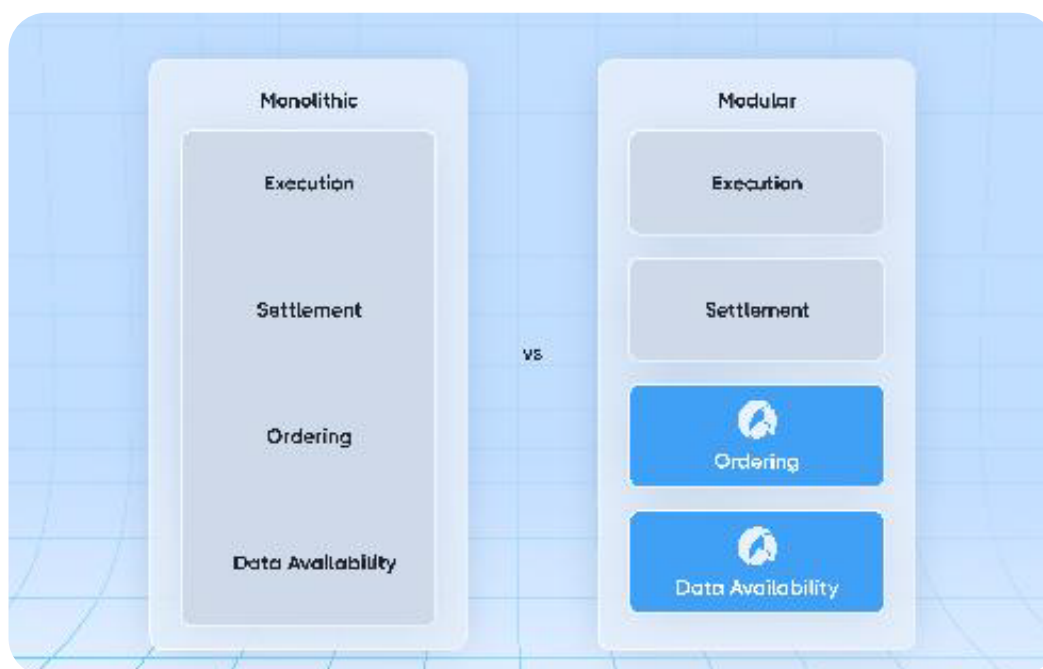 Monolithic
Execution
Settlement
Ordering
Data Availability
vs
Modular
Execution
Settlement
Ordering
Data Availability